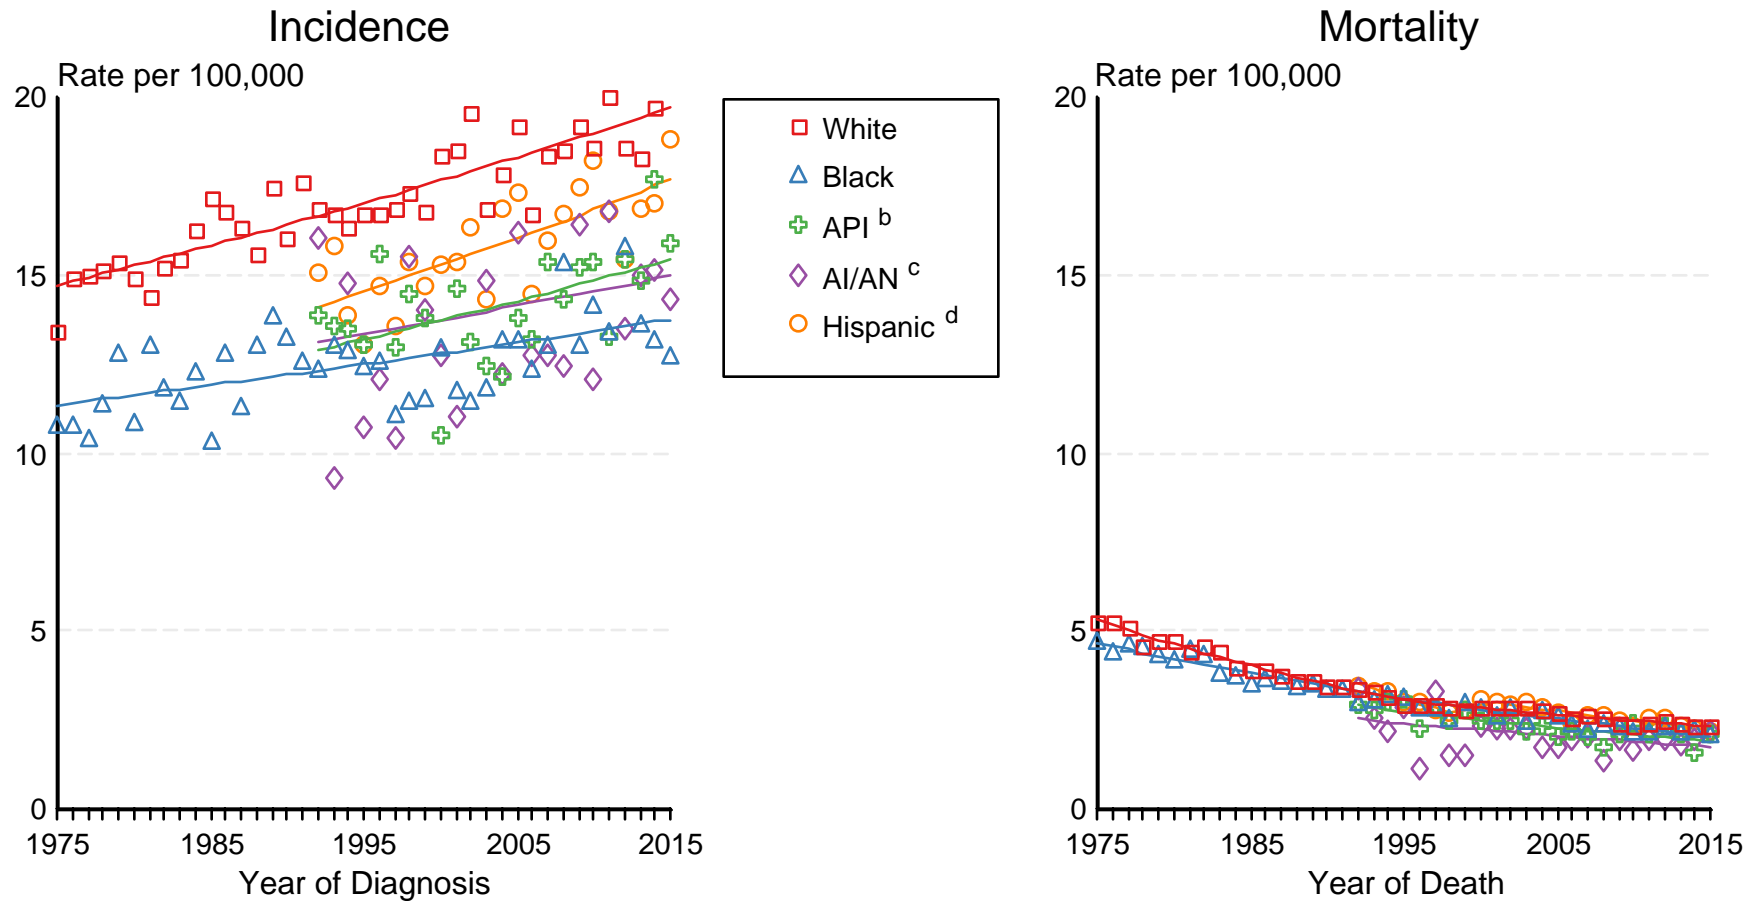 Incidence
Mortality
Rate per 100,000
Rate per 100,000
20
15
10
5
0
1975
1985
1995
2005
2015
Year of Diagnosis
White
Black
API b
AI/AN c
Hispanic d
20
15
10
5
0
1975
1985
1995
2005
2015
Year of Death